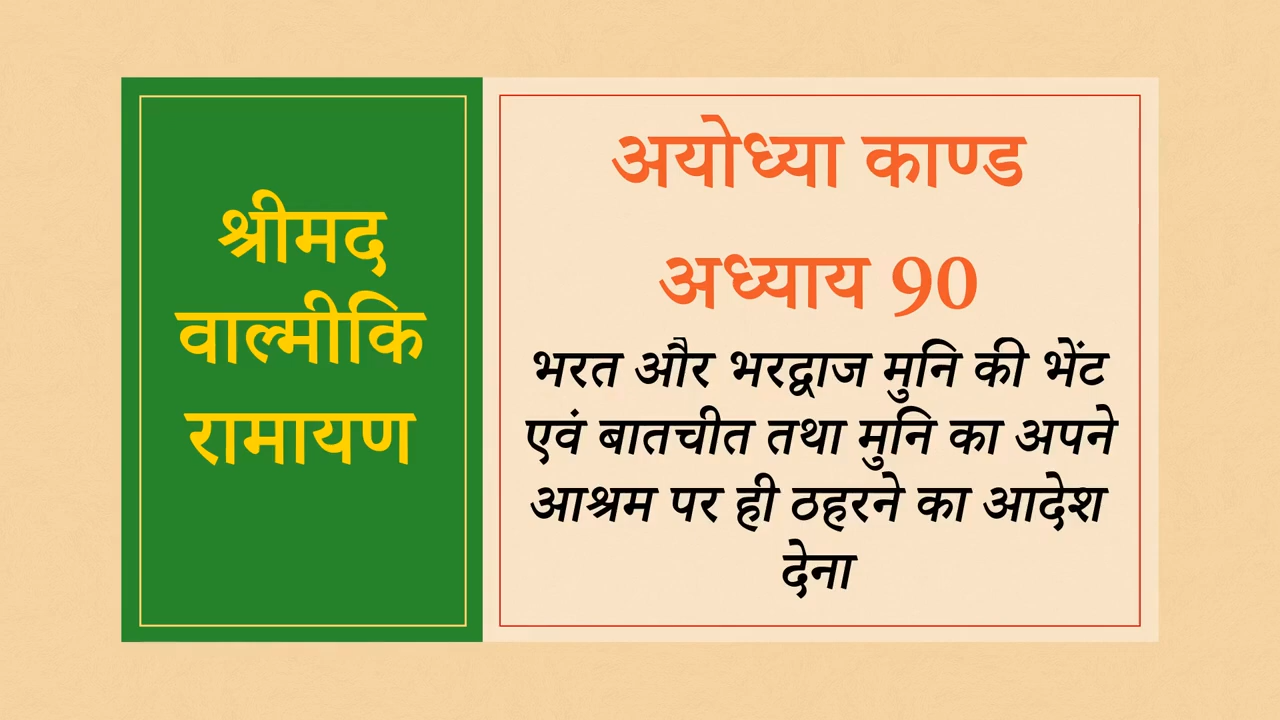 श्रीमद
वाल्मीकि
रामायण
अयोध्या काण्ड
अध्याय 90
भरत और भरद्वाज मुनि की भेंट
एवं बातचीत तथा मुनि का अपने
आश्रम पर ही ठहरने का आदेश
देना